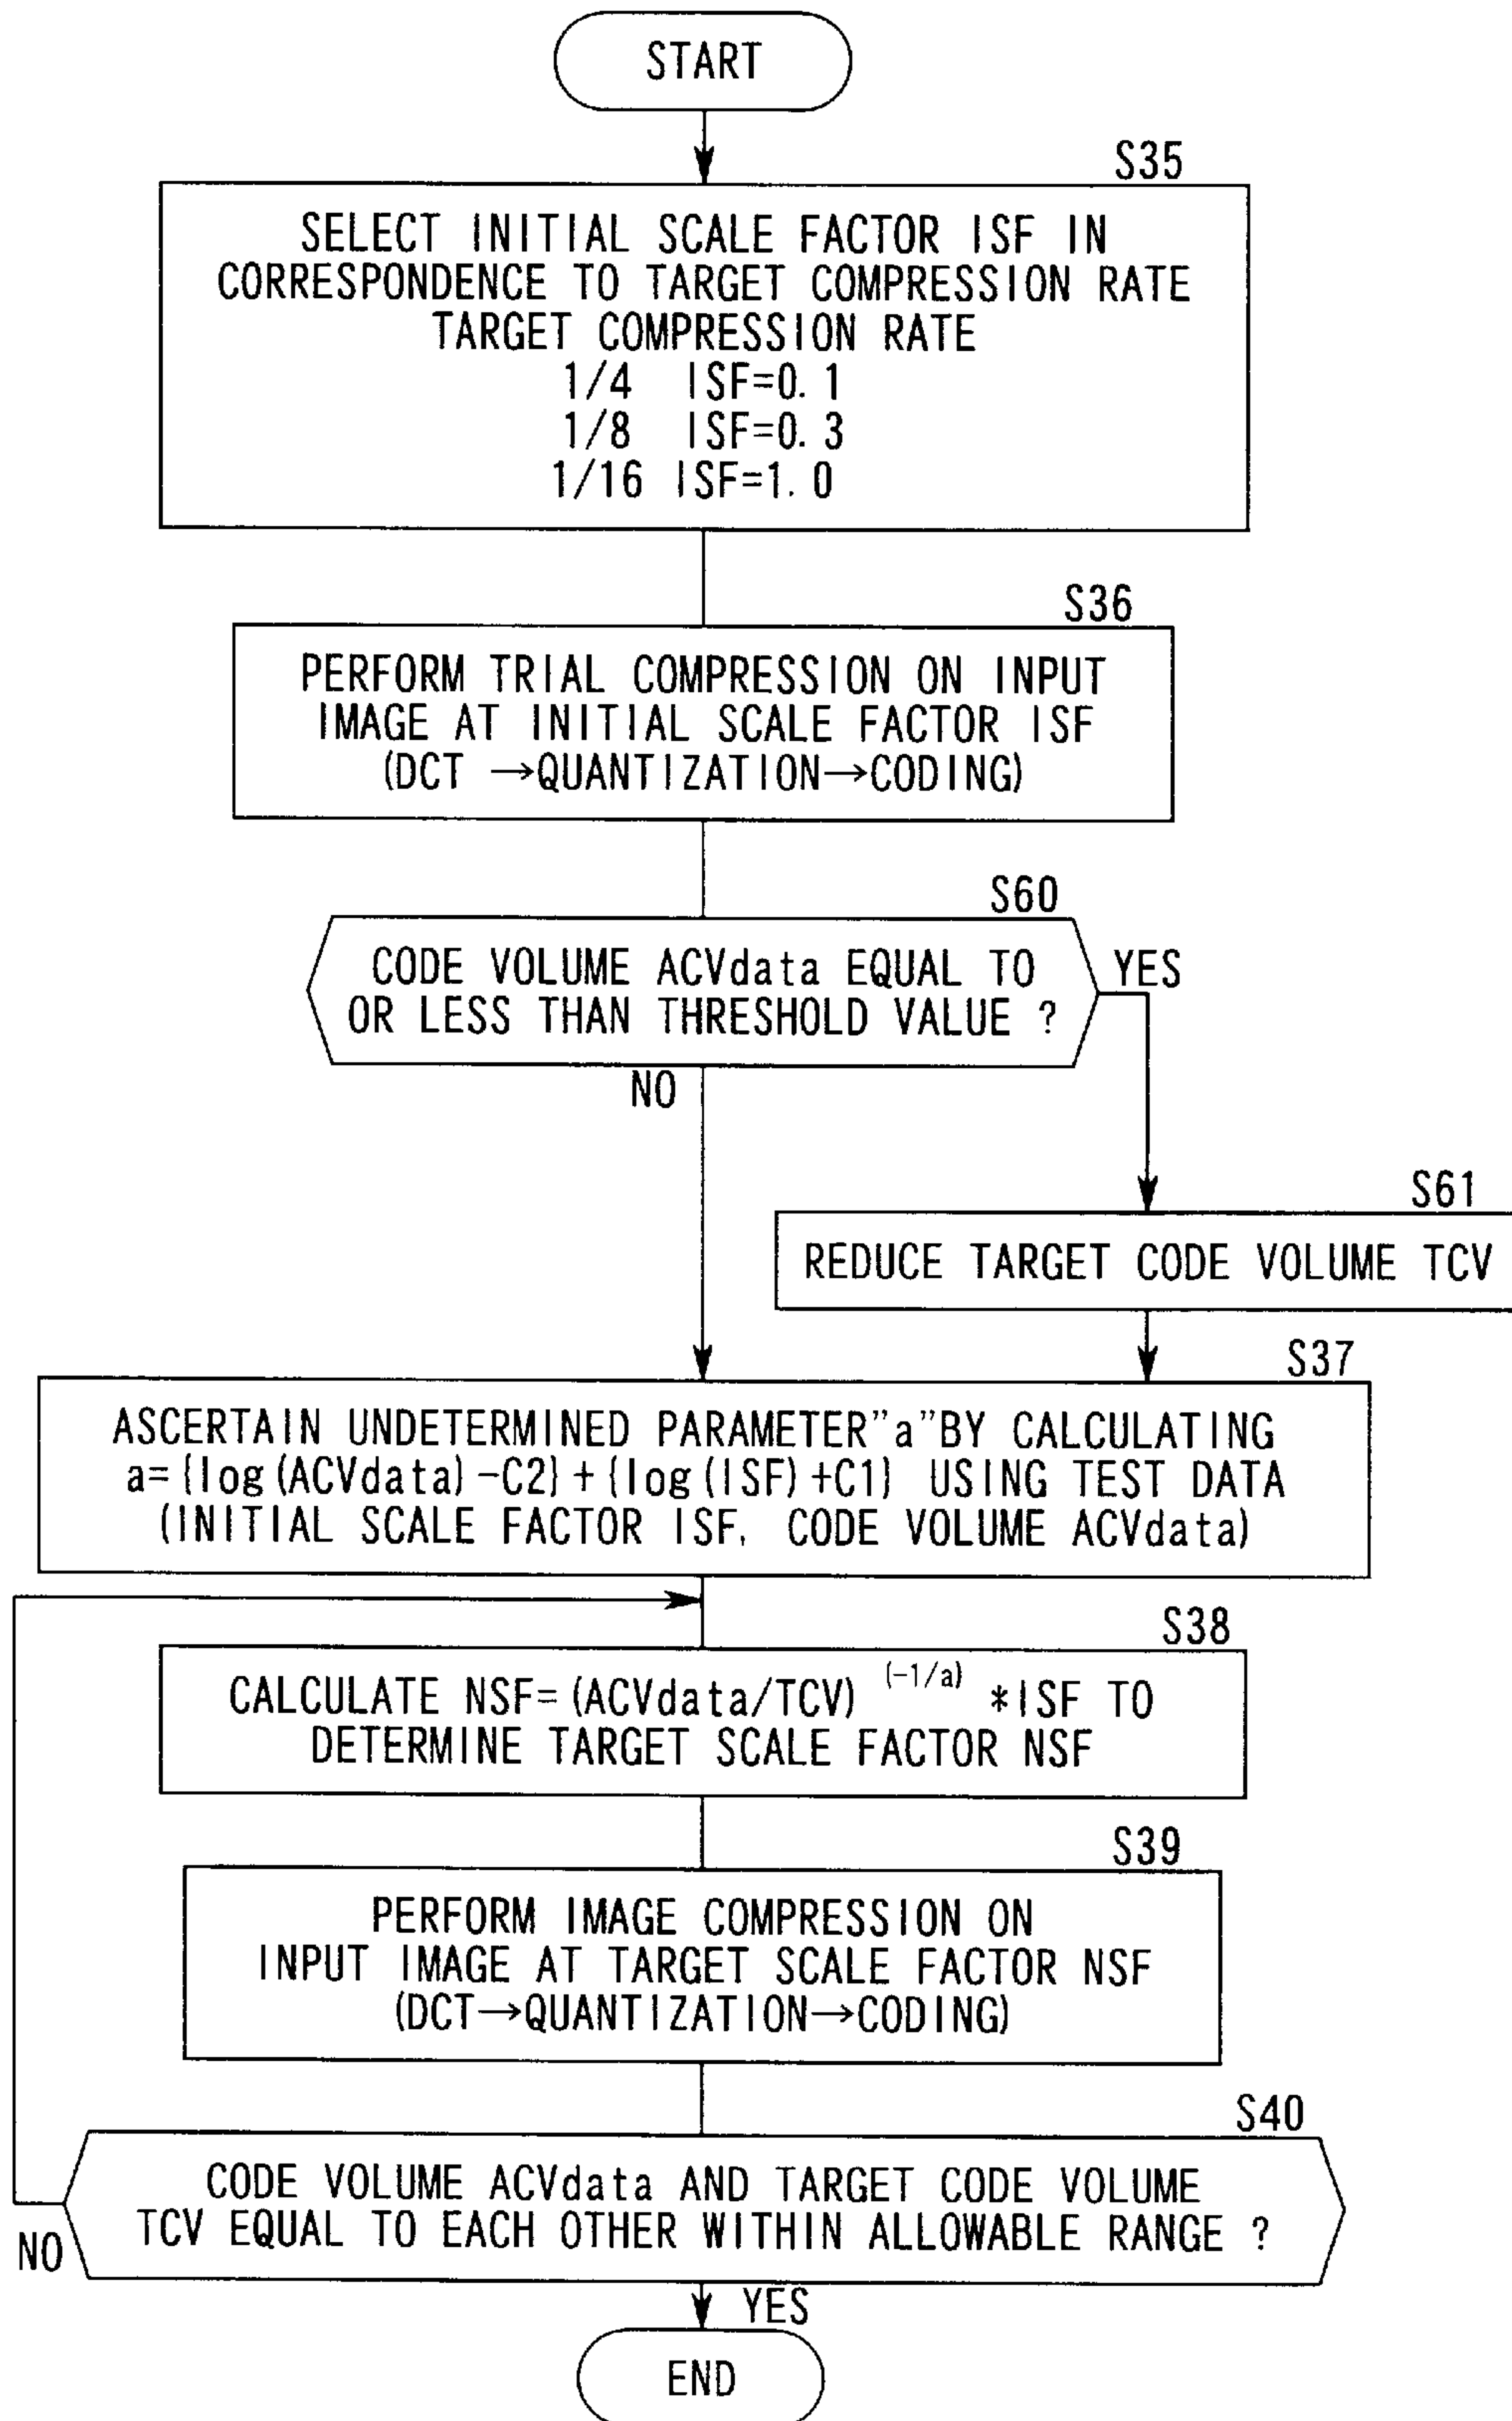 START
S35
SELECT INITIAL SCALE FACTOR ISF IN
CORRESPONDENCE TO TARGET COMPRESSION RATE
TARGET COMPRESSION RATE
1/4 ISF=0.1
1/8 ISF=0.3
1/16 ISF=1.0
S36
PERFORM TRIAL COMPRESSION ON INPUT
IMAGE AT INITIAL SCALE FACTOR ISF
(DCT →QUANTIZATION→CODING)
S60
CODE VOLUME ACVdata EQUAL TO
OR LESS THAN THRESHOLD VALUE ?
YES
NO
S61
REDUCE TARGET CODE VOLUME TCV
S37
ASCERTAIN UNDETERMINED PARAMETER"a"BY CALCULATING
a={log(ACVdata)-C2}+{log(ISF)+C1} USING TEST DATA
(INITIAL SCALE FACTOR ISF, CODE VOLUME ACVdata)
S38
CALCULATE NSF=(ACVdata/TCV)^(-1/a) *ISF TO
DETERMINE TARGET SCALE FACTOR NSF
S39
PERFORM IMAGE COMPRESSION ON
INPUT IMAGE AT TARGET SCALE FACTOR NSF
(DCT→QUANTIZATION→CODING)
S40
CODE VOLUME ACVdata AND TARGET CODE VOLUME
TCV EQUAL TO EACH OTHER WITHIN ALLOWABLE RANGE ?
NO
YES
END